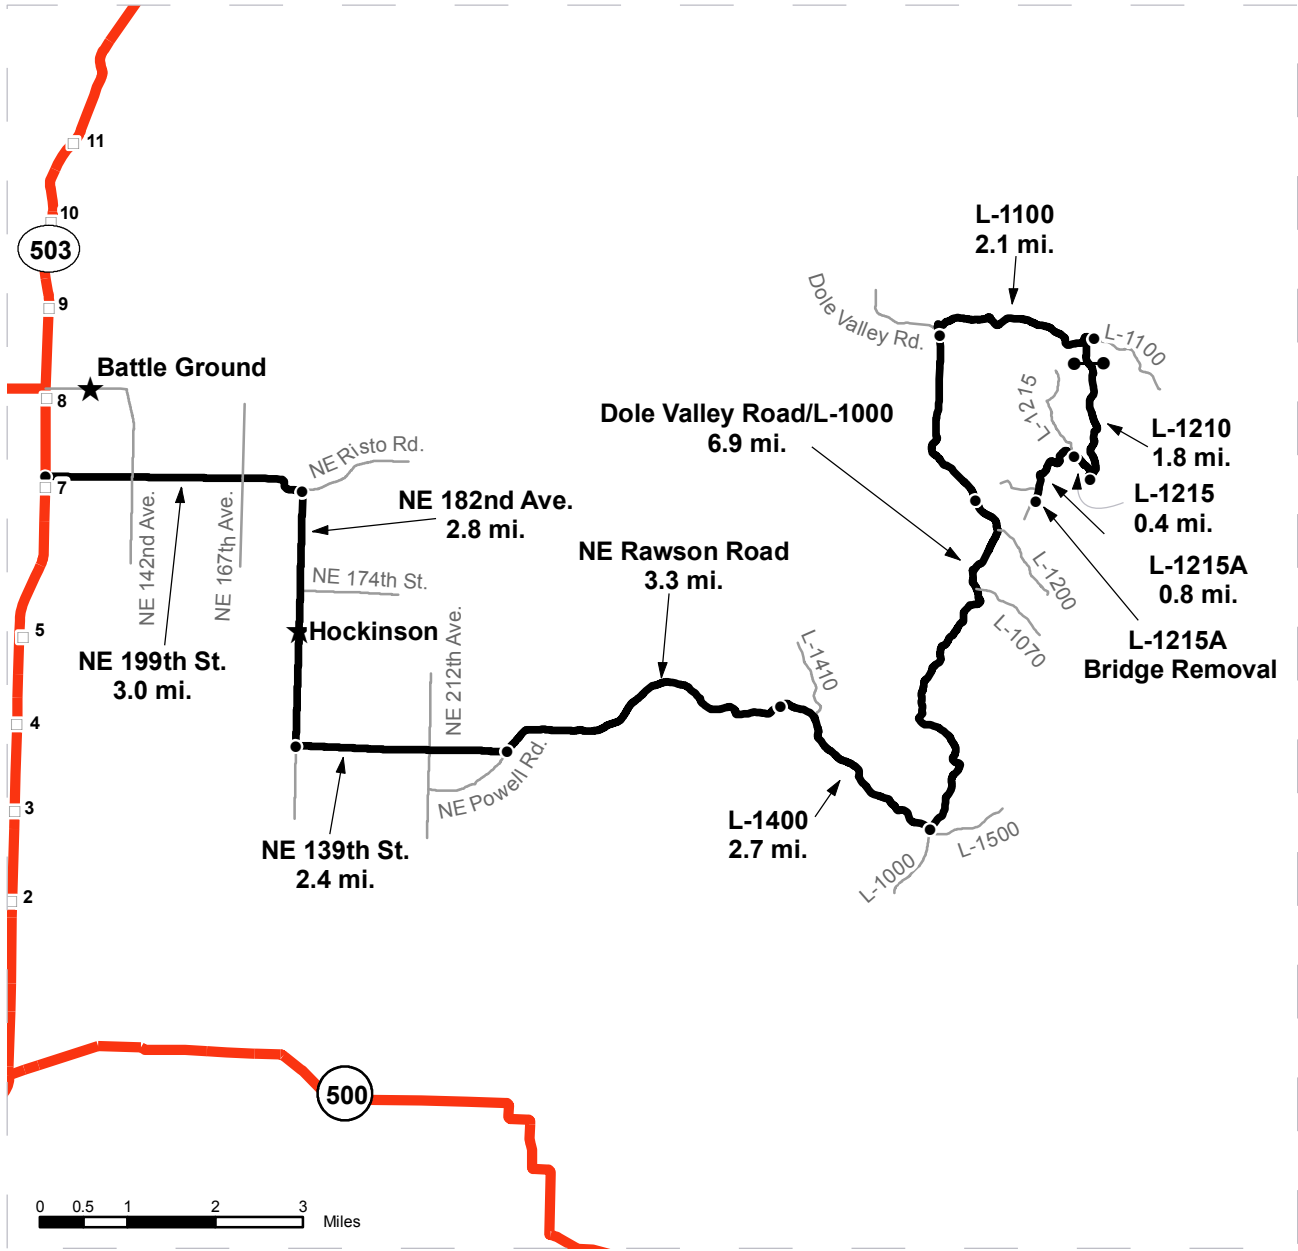 11
10
503
9
L-1100
2.1 mi.
Dole Valley Rd.
L-1100
Battle Ground
8
L-1215
Dole Valley Road/L-1000
6.9 mi.
L-1210
1.8 mi.
NE Risto Rd.
7
NE 182nd Ave.
2.8 mi.
L-1215
0.4 mi.
NE 142nd Ave.
NE 167th Ave.
NE Rawson Road
3.3 mi.
NE 174th St.
L-1200
L-1215A
0.8 mi.
5
Hockinson
NE 212th Ave.
L-1070
L-1215A
Bridge Removal
NE 199th St.
3.0 mi.
L-1410
4
NE Powell Rd.
3
L-1400
2.7 mi.
NE 139th St.
2.4 mi.
L-1500
L-1000
2
500
0 0.5 1 2 3
Miles